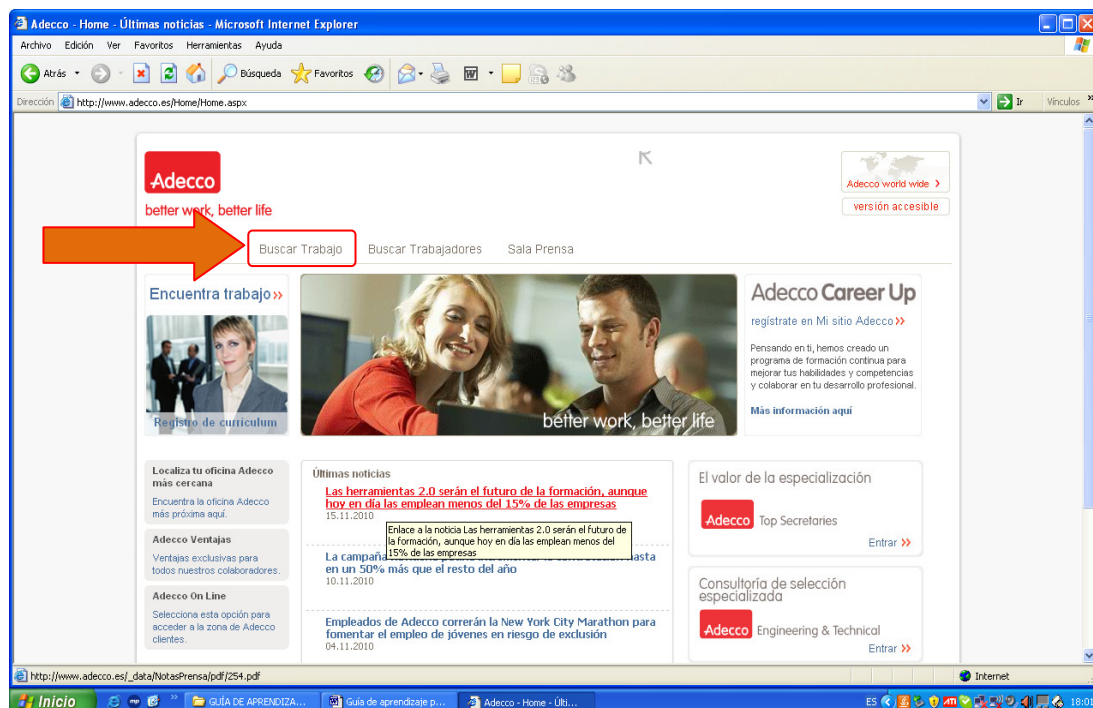 Adecco - Home - Últimas noticias - Microsoft Internet Explorer
Archivo Edición Ver Favoritos Herramientas Ayuda
Atrás Búsqueda Favoritos
Dirección http://www.adecco.es/Home/Home.aspx Ir Vínculos »
Adecco
better work, better life
Adecco world wide
versión accesible
Buscar Trabajo Buscar Trabajadores Sala Prensa
Encuentra trabajo »
Registro de curriculum
better work, better life
Adecco Career Up
regístrate en Mi sitio Adecco »
Pensando en ti, hemos creado un
programa de formación continua para
mejorar tus habilidades y competencias
y colaborar en tu desarrollo profesional.
Más información aquí
Localiza tu oficina Adecco
más cercana
Encuentra la oficina Adecco
más próxima aquí.
Adecco Ventajas
Ventajas exclusivas para
todos nuestros colaboradores.
Adecco On Line
Selecciona esta opción para
acceder a la zona de Adecco
clientes.
Últimas noticias
Las herramientas 2.0 serán el futuro de la formación, aunque
hoy en día las emplean menos del 15% de las empresas
15.11.2010
Enlace a la noticia Las herramientas 2.0 serán el futuro de
la formación, aunque hoy en día las emplean menos del
15% de las empresas
La campaña hasta
en un 50% más que el resto del año
10.11.2010
Empleados de Adecco correrán la New York City Marathon para
fomentar el empleo de jóvenes en riesgo de exclusión
04.11.2010
El valor de la especialización
Adecco Top Secretaries
Entrar »
Consultoría de selección
especializada
Adecco Engineering & Technical
Entrar »
http://www.adecco.es/_data/NotasPrensa/pdf/254.pdf Internet
Inicio » GUÍA DE APRENDIZA... Guía de aprendizaje p... Adecco - Home - Últi... ES 18:01